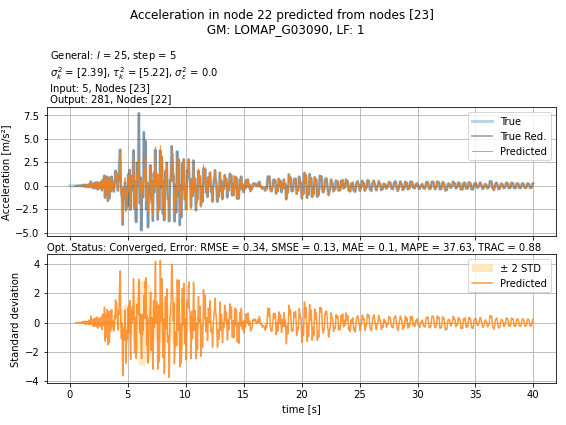 Acceleration in node 22 predicted from nodes [23]
GM: LOMAP_G03090, LF: 1
General: l = 25, step = 5
σ²ₖ = [2.39], τ²ₖ = [5.22], σ²ε = 0.0
Input: 5, Nodes [23]
Output: 281, Nodes [22]
Acceleration [m/s²]
7.5
5.0
2.5
0.0
−2.5
−5.0
True
True Red.
Predicted
Opt. Status: Converged, Error: RMSE = 0.34, SMSE = 0.13, MAE = 0.1, MAPE = 37.63, TRAC = 0.88
Standard deviation
4
2
0
−2
−4
± 2 STD
Predicted
0 5 10 15 20 25 30 35 40
time [s]